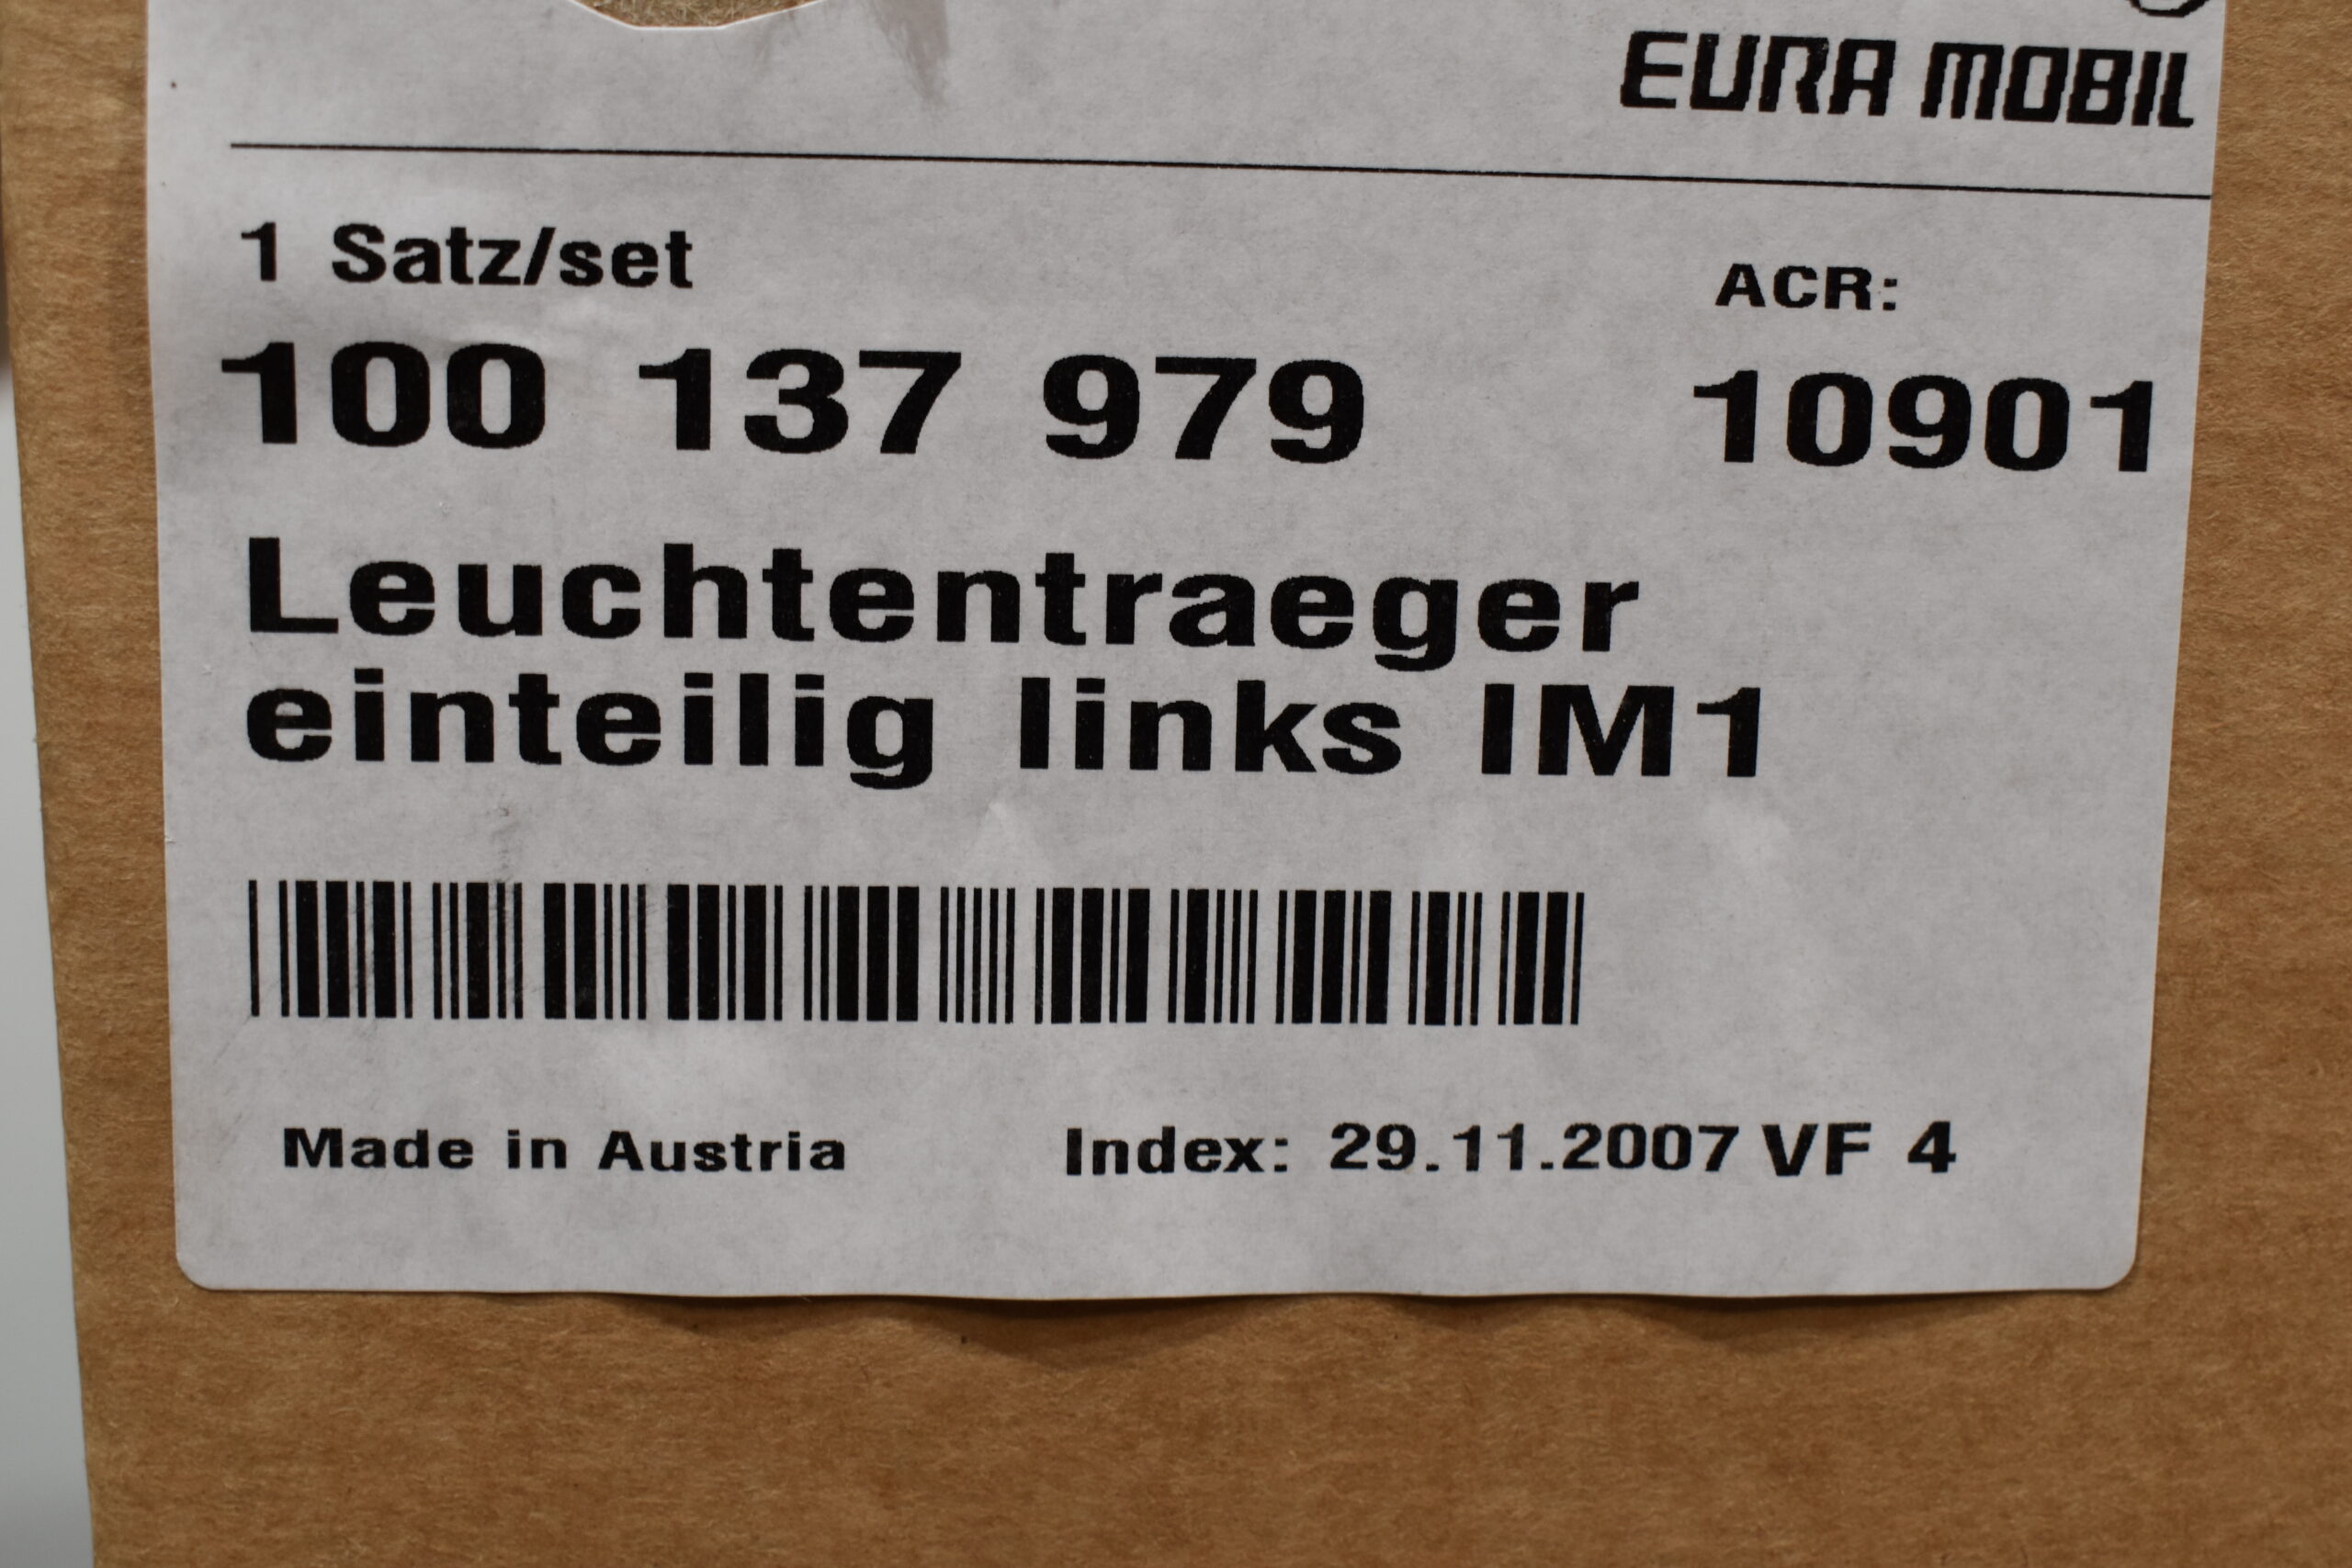 EURA MOBIL
1 Satz/set
ACR:
100 137 979
10901
Leuchtentraeger
einteilig links IM1
Made in Austria
Index: 29.11.2007 VF 4